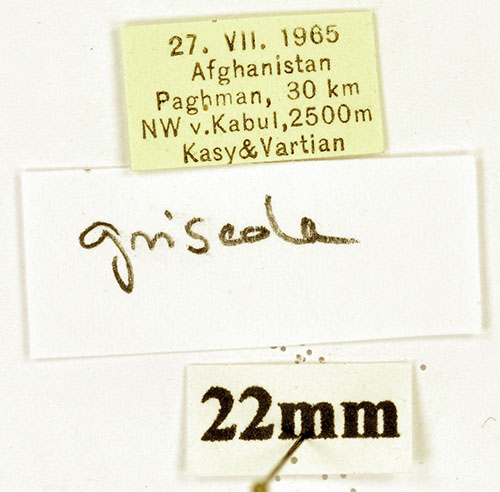 27. VII. 1965
Afghanistan
Paghman, 30 km
NW v.Kabul,2500m
Kasy&Vartian
griseola
22mm